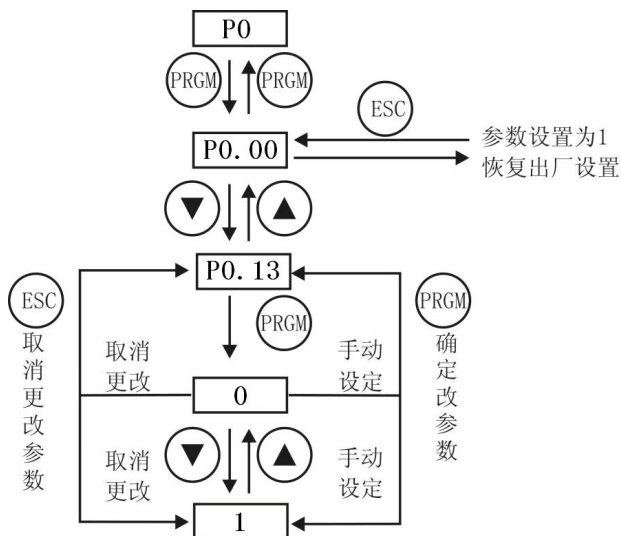 P0
PRGM
PRGM
ESC
P0.00
参数设置为1
恢复出厂设置
▼
▲
P0.13
ESC
取消更改参数
PRGM
PRGM
确定改参数
取消
更改
手动
设定
0
▼
▲
取消
更改
手动
设定
1